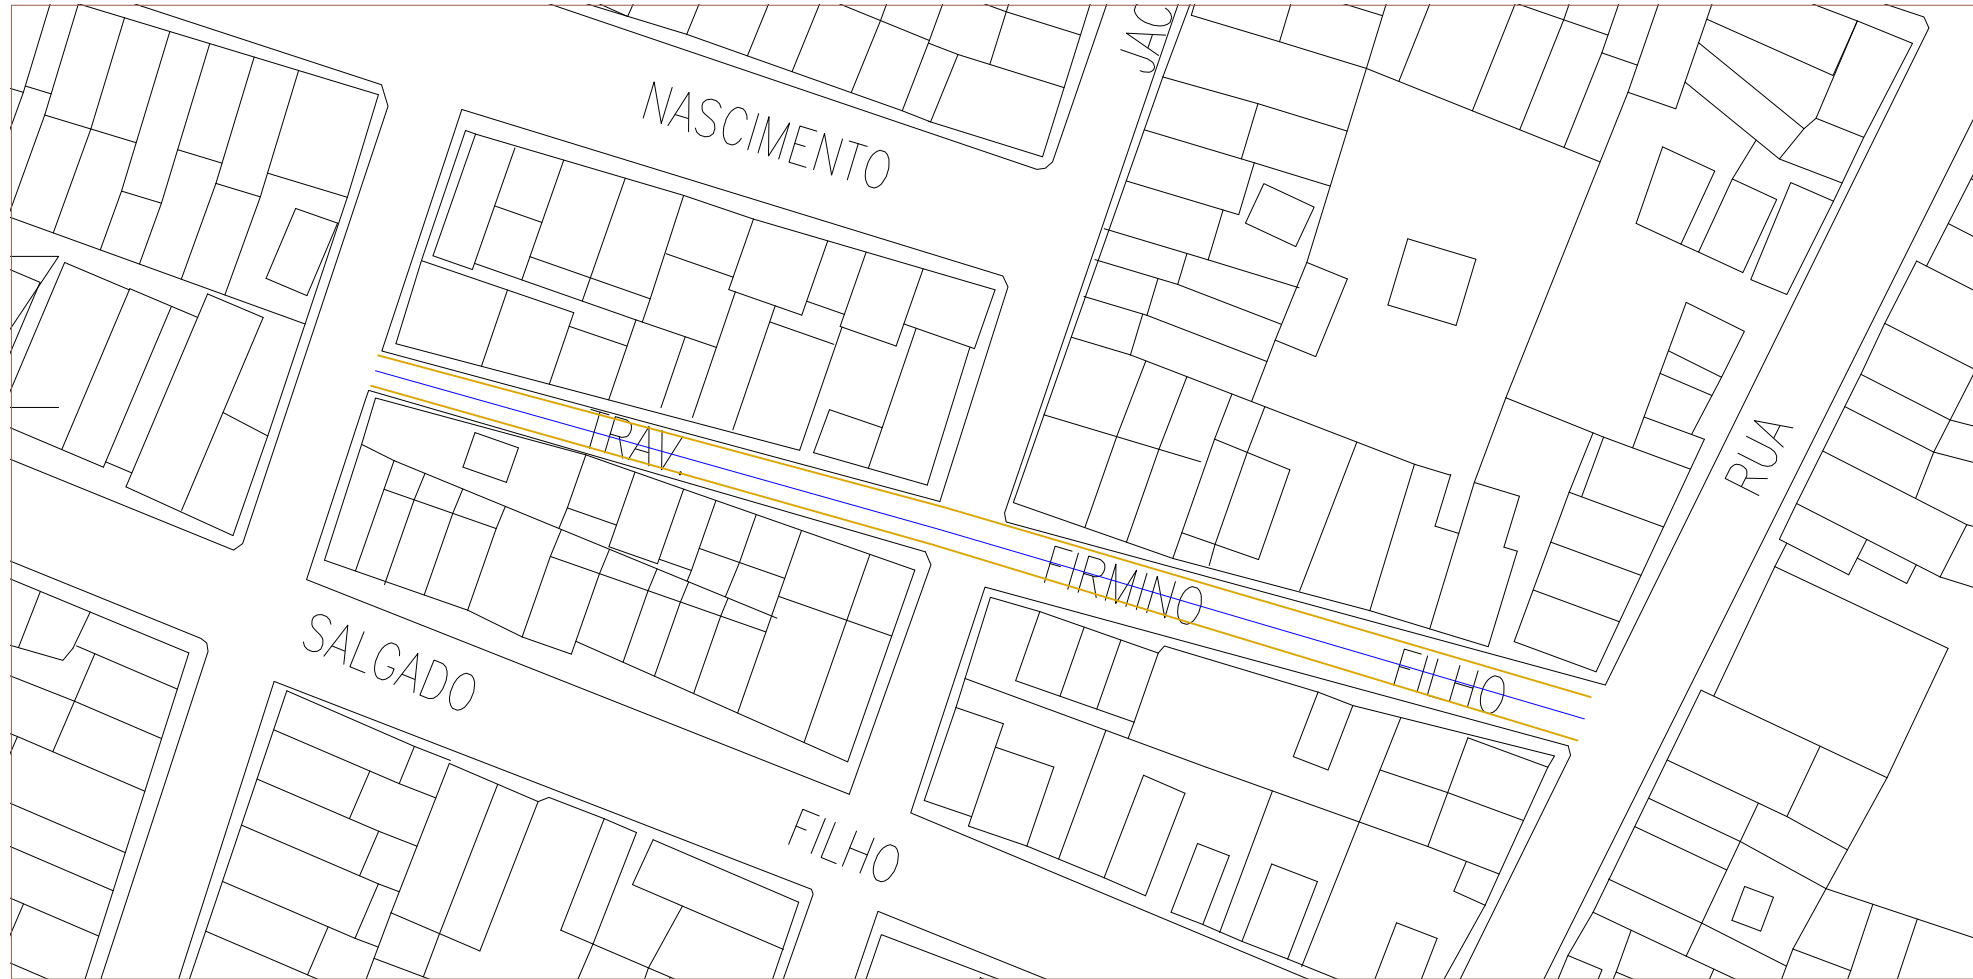 JAC
NASCIMENTO
TRAV. FIRMINO FILHO
RUA
SALGADO FILHO